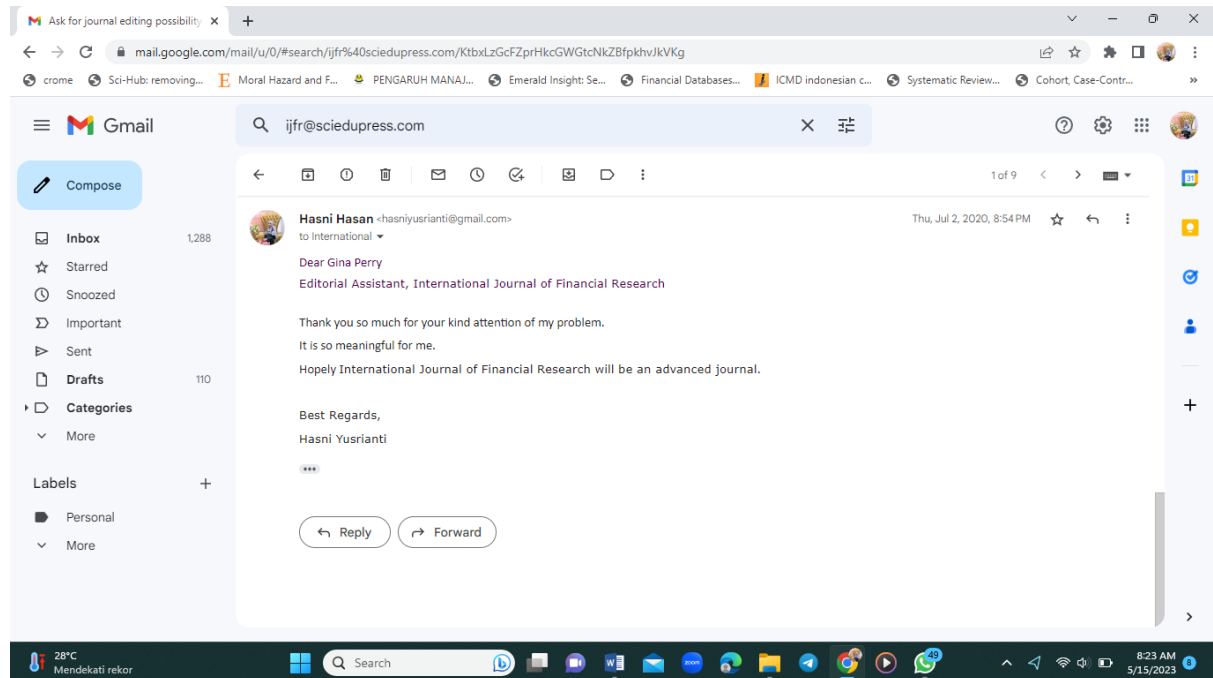 Ask for journal editing possibility
mail.google.com/mail/u/0/#search/ijfr%40sciedupress.com/KtbxLzGcFZprHkcGWGtcNkZBfpkhvJkVKg
crome Sci-Hub: removing... Moral Hazard and F... PENGARUH MANAJ... Emerald Insight: Se... Financial Databases... ICMD indonesian c... Systematic Review... Cohort, Case-Contr... »
Gmail
ijfr@sciedupress.com
Compose
1 of 9
31
Hasni Hasan <hasniyusrianti@gmail.com>
Thu, Jul 2, 2020, 8:54 PM
to International
Inbox 1,288
Starred
Snoozed
Important
Sent
Drafts 110
Categories
More
Labels
Personal
More
Dear Gina Perry
Editorial Assistant, International Journal of Financial Research
Thank you so much for your kind attention of my problem.
It is so meaningful for me.
Hopely International Journal of Financial Research will be an advanced journal.
Best Regards,
Hasni Yusrianti
Reply
Forward
28°C
Mendekati rekor
Search
zoom
49
8:23 AM
5/15/2023
8